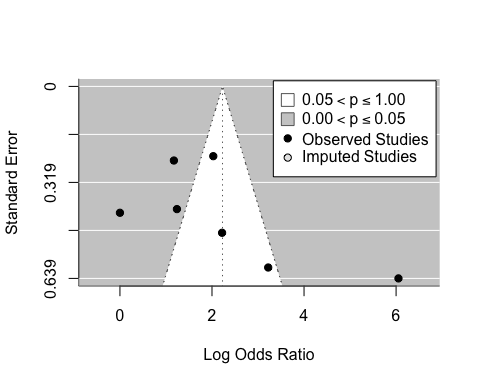 0.05 < p ≤ 1.00
0.00 < p ≤ 0.05
Observed Studies
Imputed Studies
Standard Error
0
0.319
0.639
0 2 4 6
Log Odds Ratio